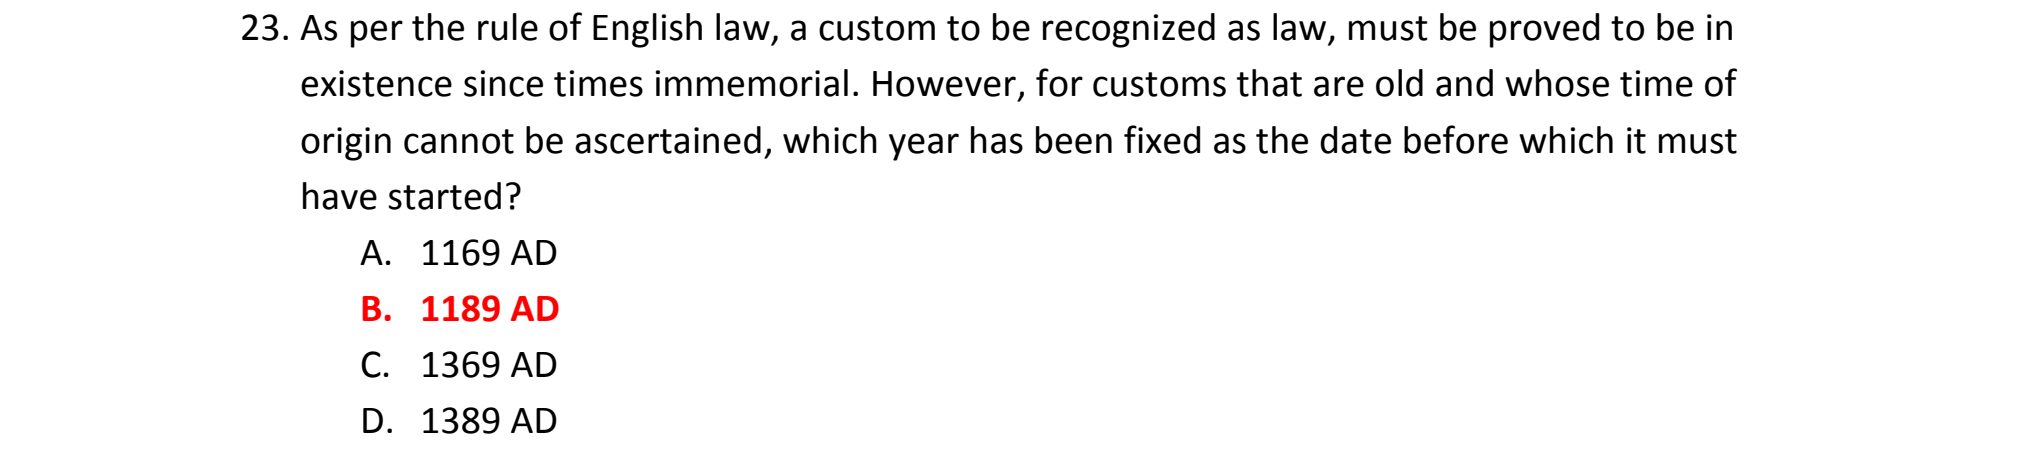 23. As per the rule of English law, a custom to be recognized as law, must be proved to be in
existence since times immemorial. However, for customs that are old and whose time of
origin cannot be ascertained, which year has been fixed as the date before which it must
have started?
A. 1169 AD
B. 1189 AD
C. 1369 AD
D. 1389 AD